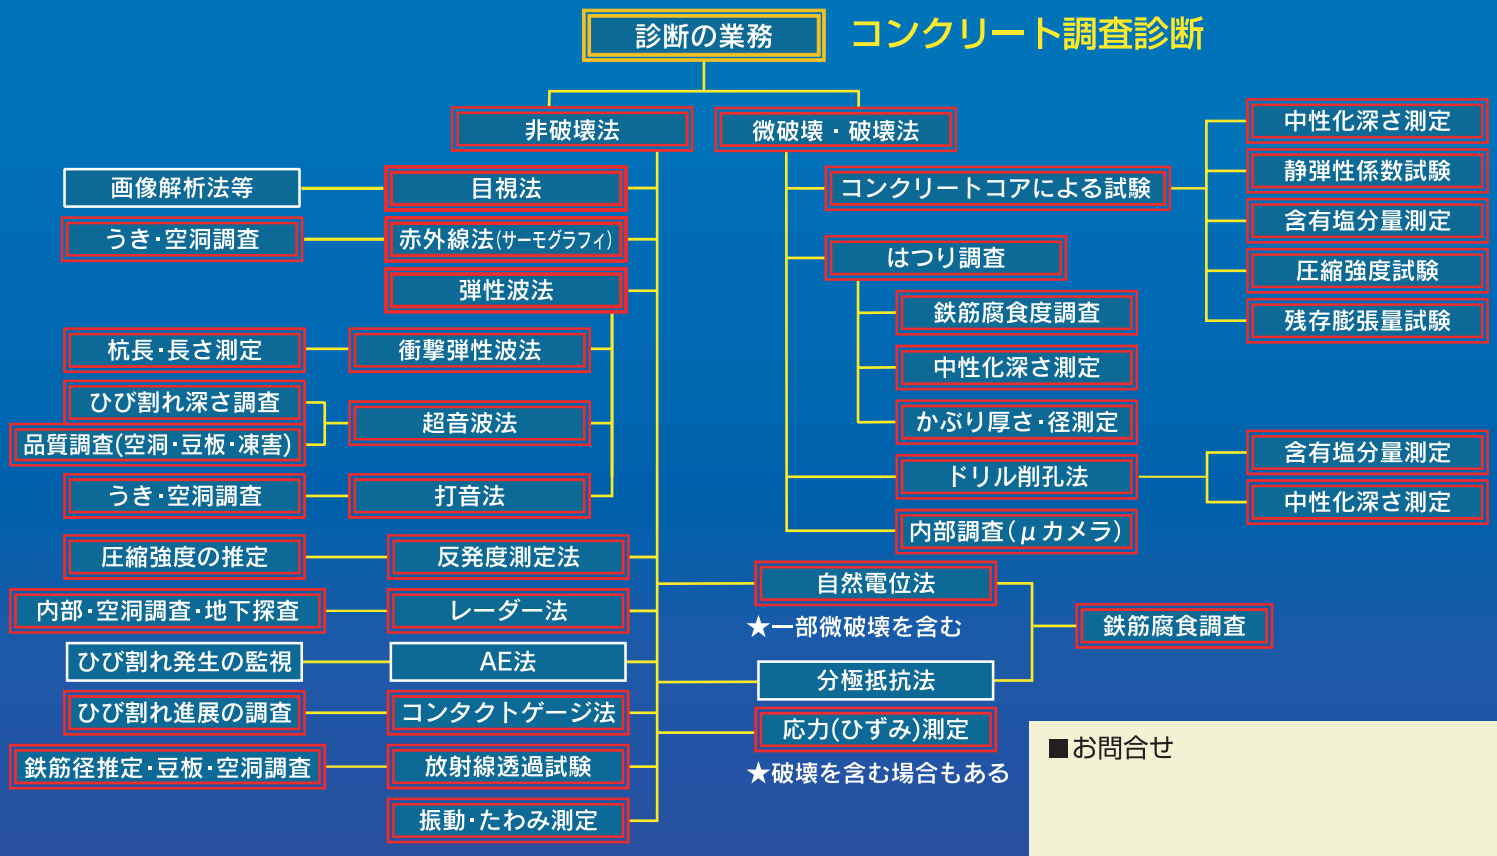 診断の業務
コンクリート調査診断
非破壊法
微破壊・破壊法
画像解析法等
目視法
うき・空洞調査
赤外線法(サーモグラフィ)
弾性波法
杭長・長さ測定
衝撃弾性波法
ひび割れ深さ調査
超音波法
品質調査(空洞・豆板・凍害)
うき・空洞調査
打音法
圧縮強度の推定
反発度測定法
内部・空洞調査・地下探査
レーダー法
ひび割れ発生の監視
AE法
ひび割れ進展の調査
コンタクトゲージ法
鉄筋径推定・豆板・空洞調査
放射線透過試験
振動・たわみ測定
コンクリートコアによる試験
中性化深さ測定
静弾性係数試験
含有塩分量測定
圧縮強度試験
残存膨張量試験
はつり調査
鉄筋腐食度調査
中性化深さ測定
かぶり厚さ・径測定
ドリル削孔法
含有塩分量測定
中性化深さ測定
内部調査(μカメラ)
自然電位法
★一部微破壊を含む
鉄筋腐食調査
分極抵抗法
応力(ひずみ)測定
★破壊を含む場合もある
■お問合せ